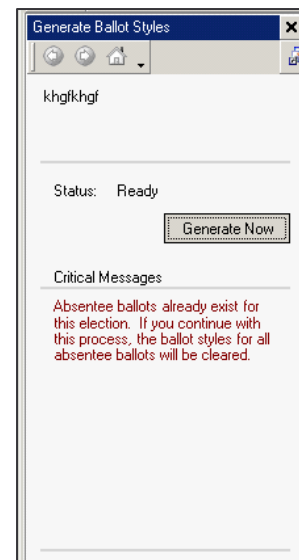 Generate Ballot Styles
khgfkhgf
Status: Ready
Generate Now
Critical Messages
Absentee ballots already exist for
this election. If you continue with
this process, the ballot styles for all
absentee ballots will be cleared.